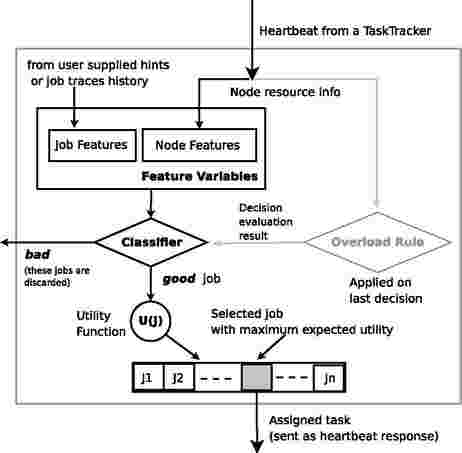 Heartbeat from a TaskTracker
from user supplied hints
or job traces history
Node resource info
Job Features
Node Features
Feature Variables
Decision
evaluation
result
Classifier
Overload Rule
bad
(these jobs are
discarded)
good job
Applied on
last decision
Utility
Function
U(J)
Selected job
with maximum expected utility
J1
J2
Jn
Assigned task
(sent as heartbeat response)